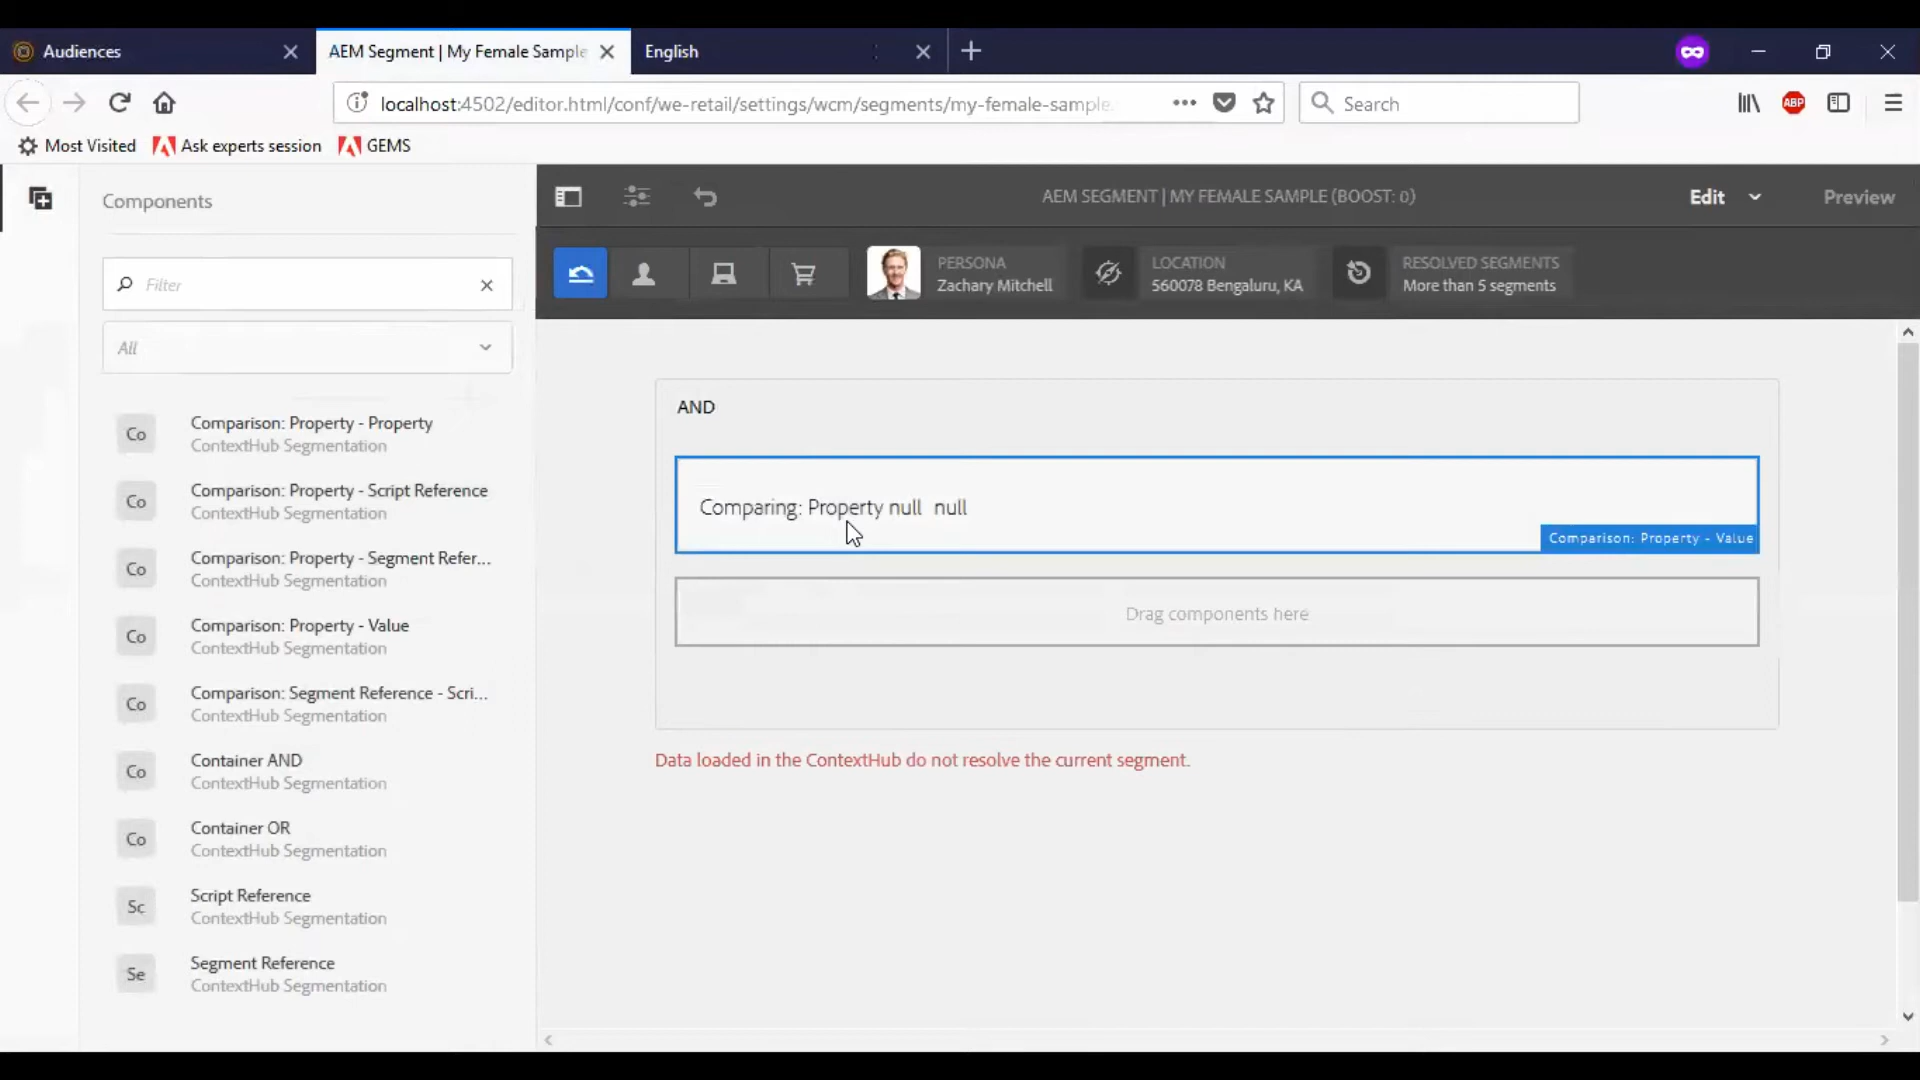 Audiences
AEM Segment | My Female Sample
English
localhost:4502/editor.html/conf/we-retail/settings/wcm/segments/my-female-sample.
Search
ABP
Most Visited
Ask experts session
GEMS
Components
AEM SEGMENT | MY FEMALE SAMPLE (BOOST: 0)
Edit
Preview
Filter
PERSONA
Zachary Mitchell
LOCATION
560078 Bengaluru, KA
RESOLVED SEGMENTS
More than 5 segments
All
Co
Comparison: Property - Property
ContextHub Segmentation
Co
Comparison: Property - Script Reference
ContextHub Segmentation
Co
Comparison: Property - Segment Refer...
ContextHub Segmentation
Co
Comparison: Property - Value
ContextHub Segmentation
Co
Comparison: Segment Reference - Scri...
ContextHub Segmentation
Co
Container AND
ContextHub Segmentation
Co
Container OR
ContextHub Segmentation
Sc
Script Reference
ContextHub Segmentation
Se
Segment Reference
ContextHub Segmentation
AND
Comparing: Property null null
Comparison: Property - Value
Drag components here
Data loaded in the ContextHub do not resolve the current segment.